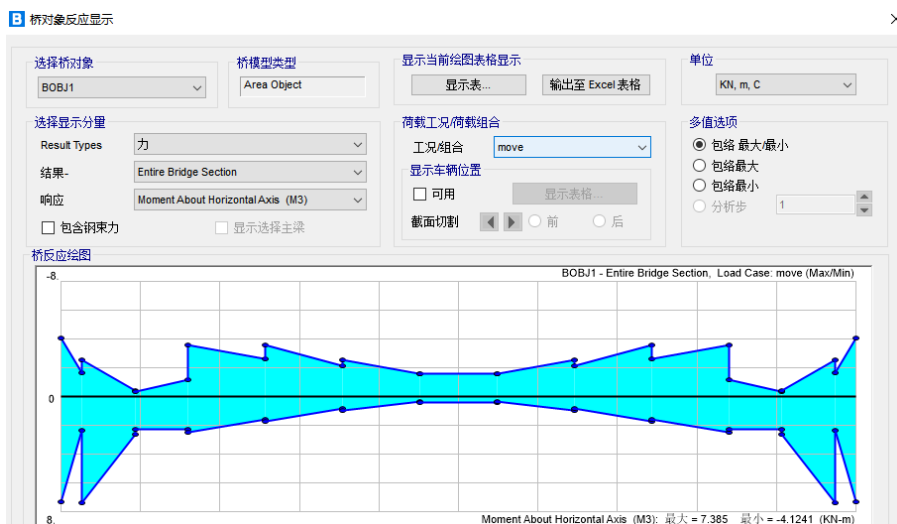 B 桥对象反应显示
选择桥对象
BOBJ1
桥模型类型
Area Object
显示当前绘图表格显示
显示表...
输出至 Excel 表格
单位
KN, m, C
选择显示分量
Result Types
力
结果-
Entire Bridge Section
响应
Moment About Horizontal Axis (M3)
包含钢束力
显示选择主梁
荷载工况/荷载组合
工况/组合
move
显示车辆位置
可用
显示表格...
截面切割
前
后
多值选项
包络 最大/最小
包络最大
包络最小
分析步
1
桥反应绘图
-8.
BOBJ1 - Entire Bridge Section, Load Case: move (Max/Min)
0
8.
Moment About Horizontal Axis (M3): 最大 = 7.385 最小 = -4.1241 (KN-m)